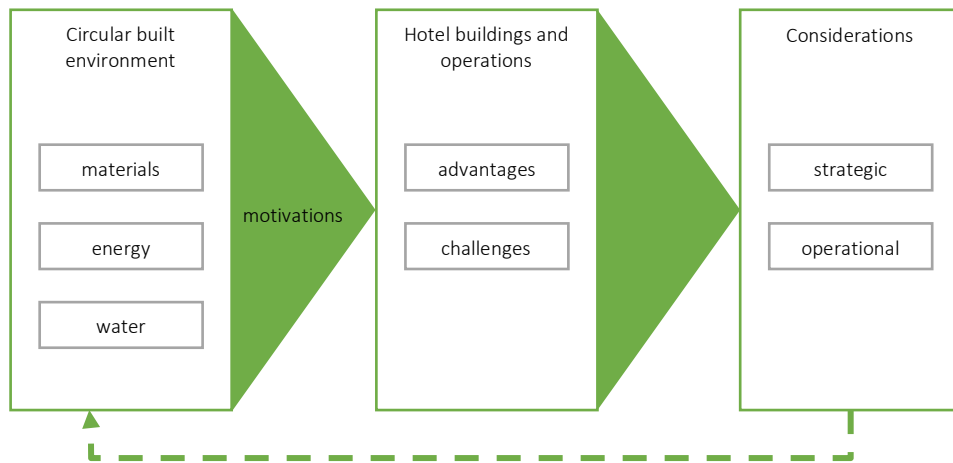 Circular built
environment
materials
energy
water
motivations
Hotel buildings and
operations
advantages
challenges
Considerations
strategic
operational